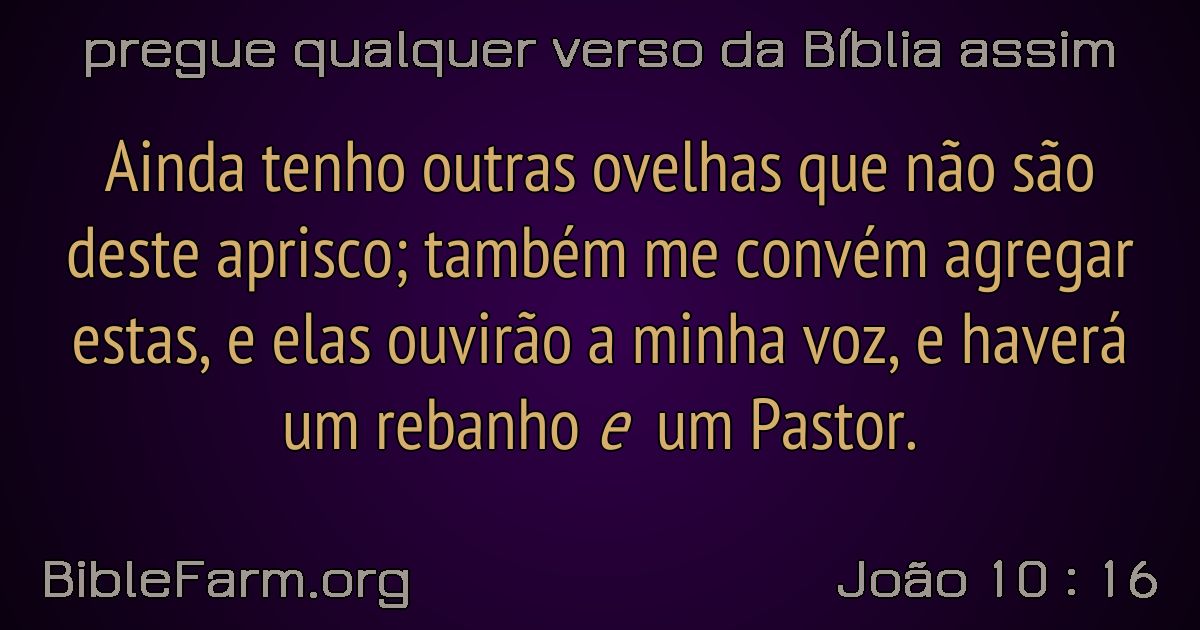 pregue qualquer verso da Bíblia assim
Ainda tenho outras ovelhas que não são
deste aprisco; também me convém agregar
estas, e elas ouvirão a minha voz, e haverá
um rebanho e um Pastor.
BibleFarm.org
João 10 : 16